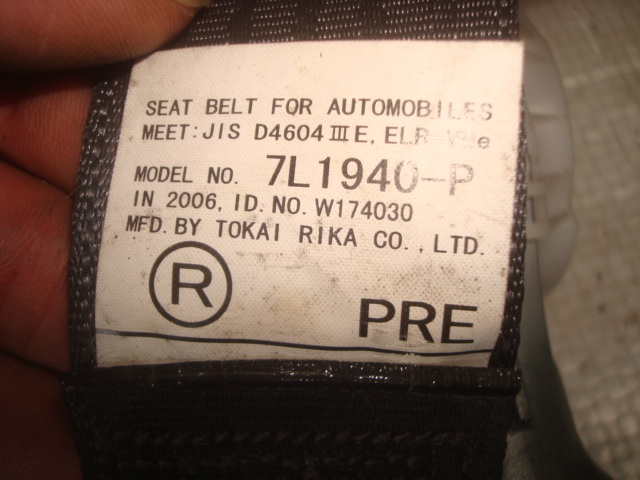 SEAT BELT FOR AUTOMOBILES
MEET: JIS D4604 III E, ELR
MODEL NO. 7L1940-P
IN 2006, ID. NO. W174030
MFD. BY TOKAI RIKA CO., LTD.
R PRE